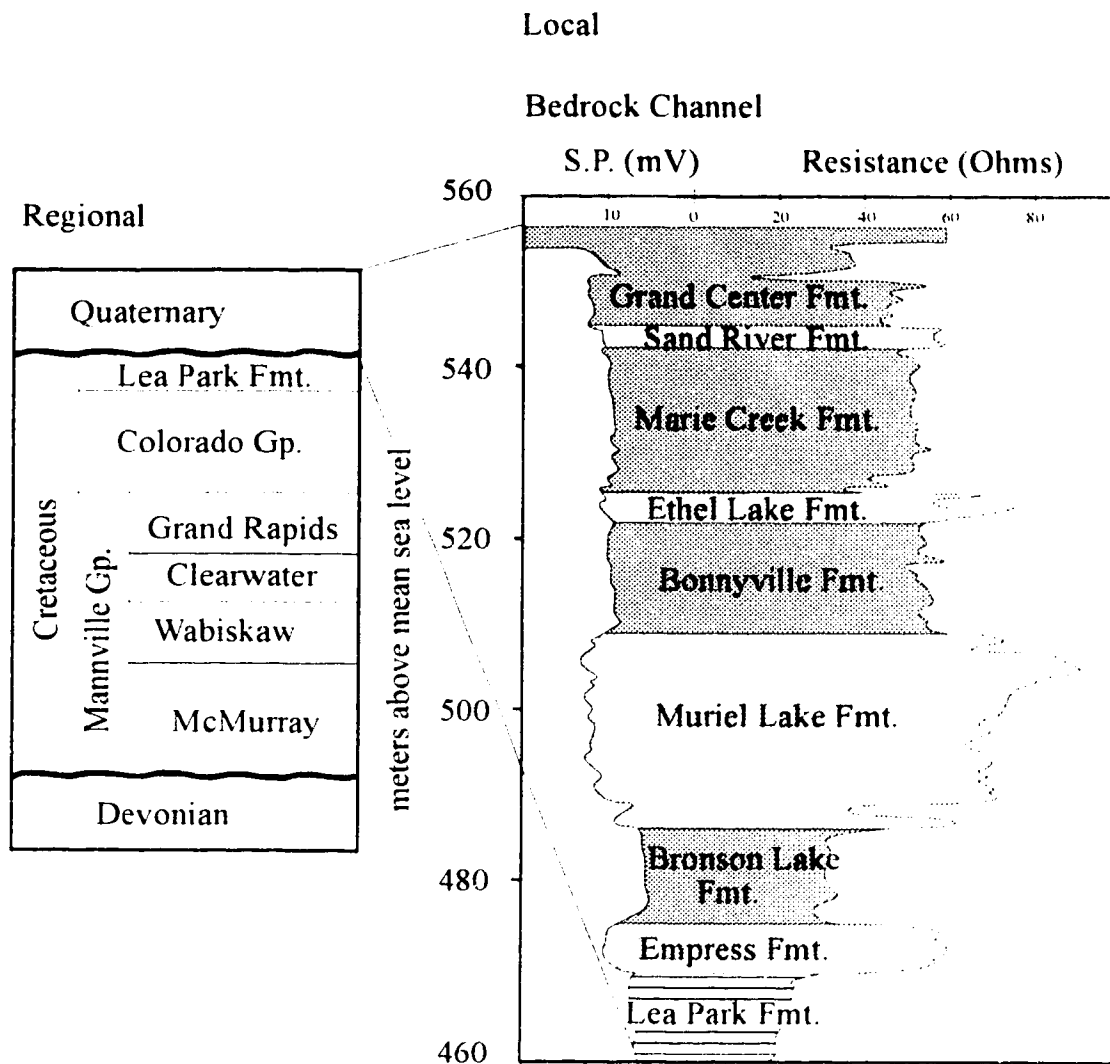 Local
Bedrock Channel
S.P. (mV) Resistance (Ohms)
Regional
Quaternary
Lea Park Fmt.
Colorado Gp.
Cretaceous
Mannville Gp.
Grand Rapids
Clearwater
Wabiskaw
McMurray
Devonian
meters above mean sea level
560
540
520
500
480
460
10 0 20 40 60 80
Grand Center Fmt.
Sand River Fmt.
Marie Creek Fmt.
Ethel Lake Fmt.
Bonnyville Fmt.
Muriel Lake Fmt.
Bronson Lake
Fmt.
Empress Fmt.
Lea Park Fmt.